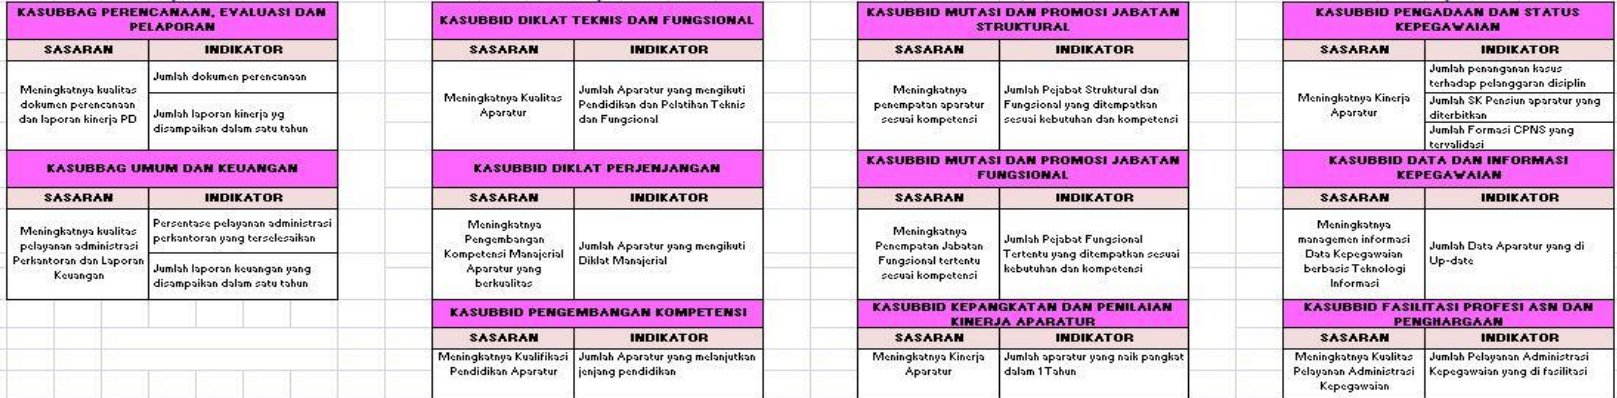 KASUBBAG PERENCANAAN, EVALUASI DAN
PELAPORAN
SASARAN INDIKATOR
Meningkatnya kualitas
dokumen perencanaan
dan laporan kinerja PD
Jumlah dokumen perencanaan
Jumlah laporan kinerja yg
disampaikan dalam satu tahun
KASUBBAG UMUM DAN KEUANGAN
SASARAN INDIKATOR
Meningkatnya kualitas
pelayanan administrasi
Perkantoran dan Laporan
Keuangan
Persentase pelayanan administrasi
perkantoran yang terselesaikan
Jumlah laporan keuangan yang
disampaikan dalam satu tahun
KASUBBID DIKLAT TEKNIS DAN FUNGSIONAL
SASARAN INDIKATOR
Meningkatnya Kualitas
Aparatur
Jumlah Aparatur yang mengikuti
Pendidikan dan Pelatihan Teknis
dan Fungsional
KASUBBID DIKLAT PERJENJANGAN
SASARAN INDIKATOR
Meningkatnya
Pengembangan
Kompetensi Manajerial
Aparatur yang
berkualitas
Jumlah Aparatur yang mengikuti
Diklat Manajerial
KASUBBID PENGEMBANGAN KOMPETENSI
SASARAN INDIKATOR
Meningkatnya Kualifikasi
Pendidikan Aparatur
Jumlah Aparatur yang melanjutkan
jenjang pendidikan
KASUBBID MUTASI DAN PROMOSI JABATAN
STRUKTURAL
SASARAN INDIKATOR
Meningkatnya
penempatan aparatur
sesuai kompetensi
Jumlah Pejabat Struktural dan
Fungsional yang ditempatkan
sesuai kebutuhan dan kompetensi
KASUBBID MUTASI DAN PROMOSI JABATAN
FUNGSIONAL
SASARAN INDIKATOR
Meningkatnya
Penempatan Jabatan
Fungsional tertentu
sesuai kompetensi
Jumlah Pejabat Fungsional
Tertentu yang ditempatkan sesuai
kebutuhan dan kompetensi
KASUBBID KEPANGKATAN DAN PENILAIAN
KINERJA APARATUR
SASARAN INDIKATOR
Meningkatnya Kinerja
Aparatur
Jumlah aparatur yang naik pangkat
dalam 1 Tahun
KASUBBID PENGADAAN DAN STATUS
KEPEGAWAIAN
SASARAN INDIKATOR
Meningkatnya Kinerja
Aparatur
Jumlah penanganan kasus
terhadap pelanggaran disiplin
Jumlah SK Pensiun aparatur yang
diterbitkan
Jumlah Formasi CPNS yang
tervalidasi
KASUBBID DATA DAN INFORMASI
KEPEGAWAIAN
SASARAN INDIKATOR
Meningkatnya
managemen informasi
Data Kepegawaian
berbasis Teknologi
Informasi
Jumlah Data Aparatur yang di
Up-date
KASUBBID FASILITASI PROFESI ASN DAN
PENGHARGAAN
SASARAN INDIKATOR
Meningkatnya Kualitas
Pelayanan Administrasi
Kepegawaian
Jumlah Pelayanan Administrasi
Kepegawaian yang di fasilitasi